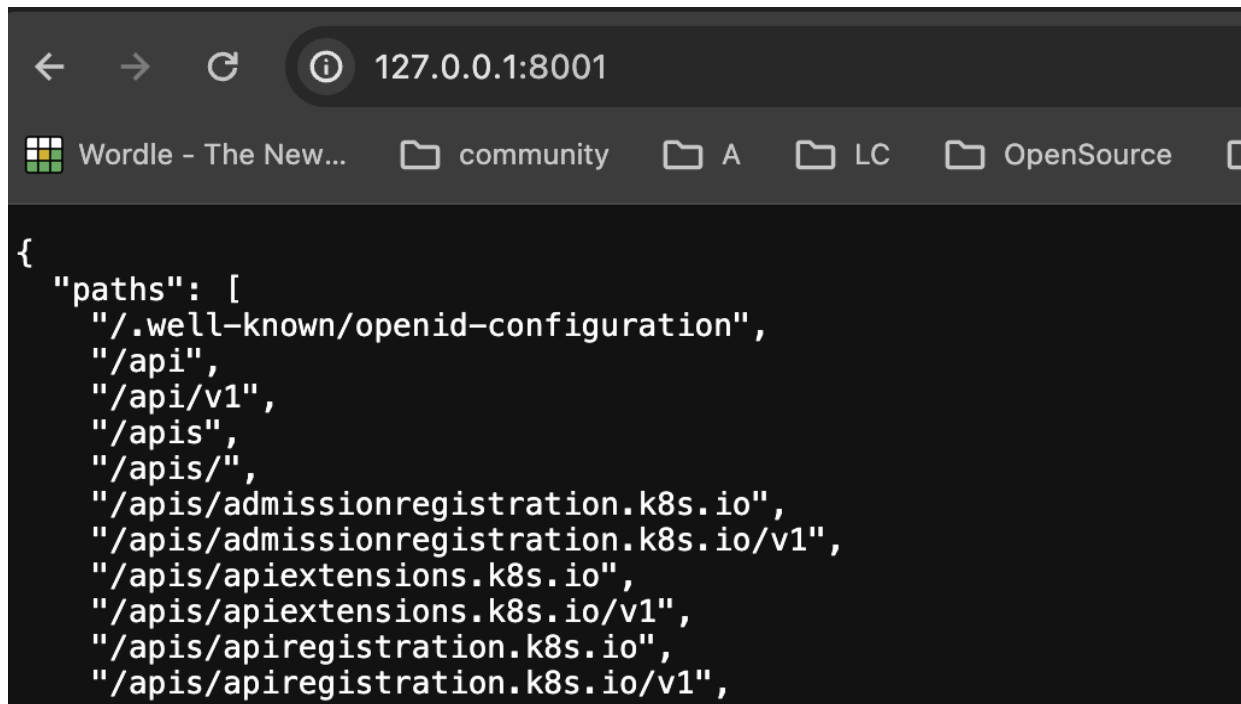 127.0.0.1:8001
Wordle - The New... community A LC OpenSource
{
"paths": [
"/.well-known/openid-configuration",
"/api",
"/api/v1",
"/apis",
"/apis/",
"/apis/admissionregistration.k8s.io",
"/apis/admissionregistration.k8s.io/v1",
"/apis/apiextensions.k8s.io",
"/apis/apiextensions.k8s.io/v1",
"/apis/apiregistration.k8s.io",
"/apis/apiregistration.k8s.io/v1",